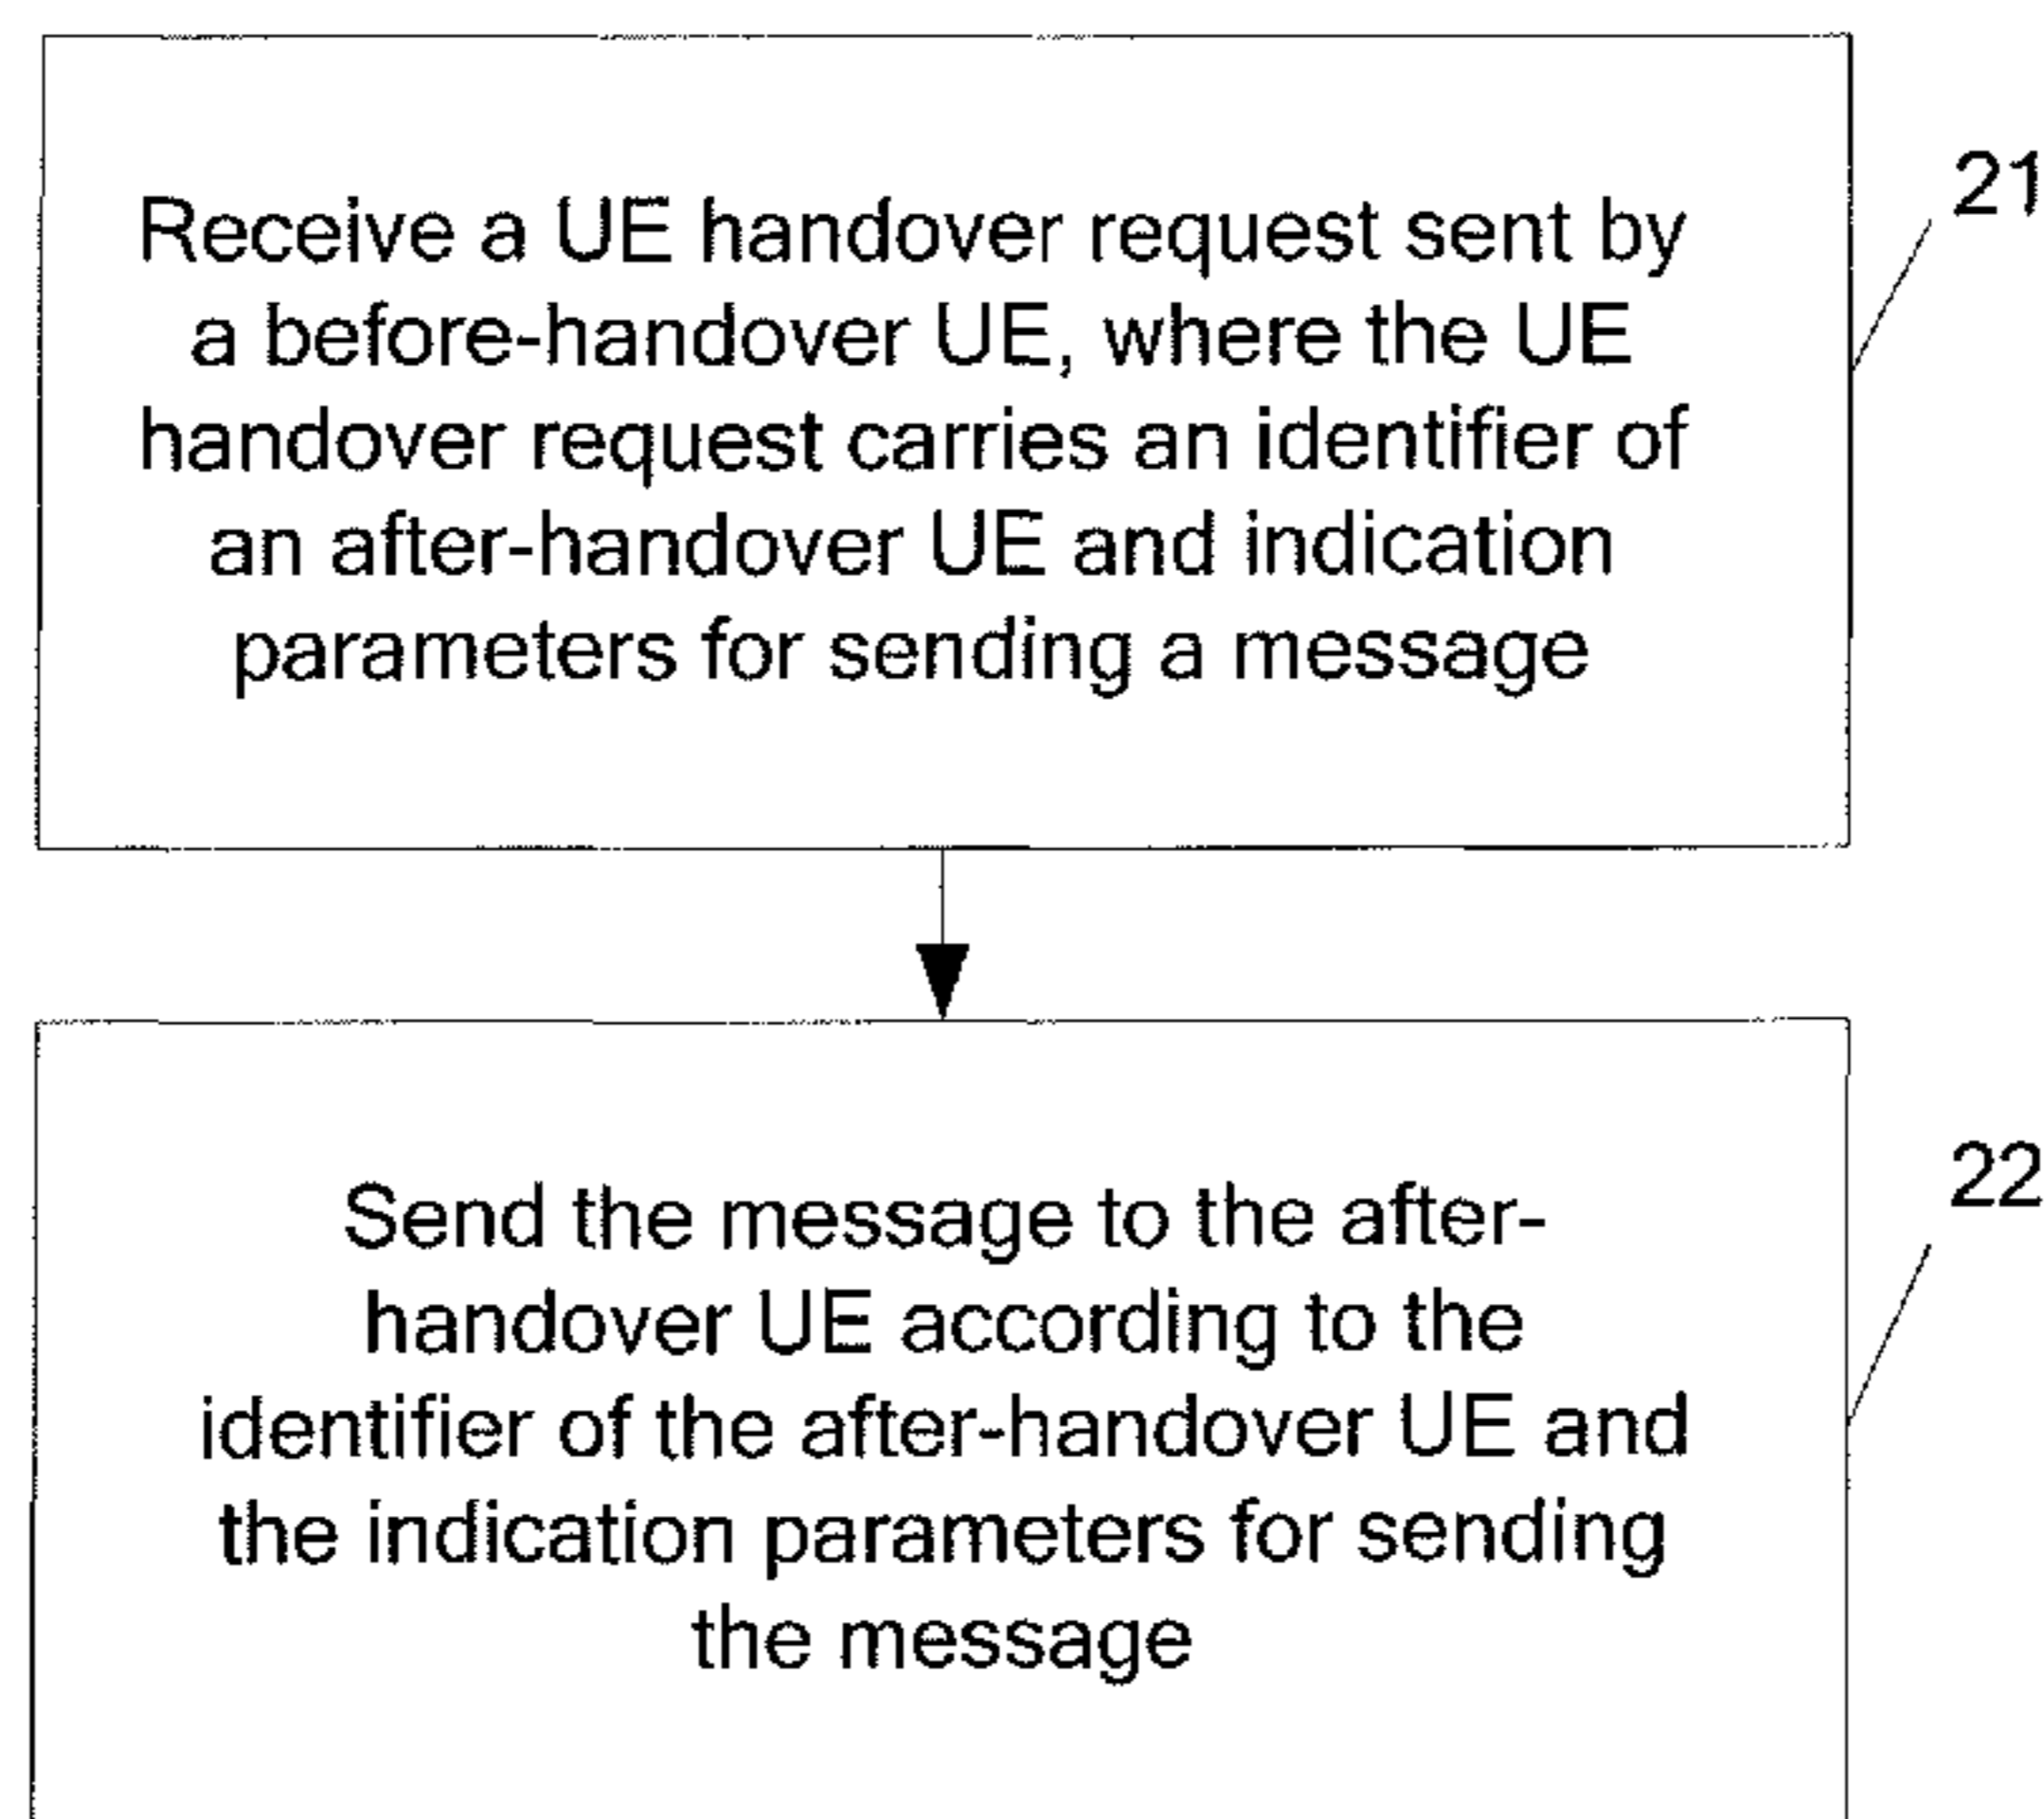 Receive a UE handover request sent by
a before-handover UE, where the UE
handover request carries an identifier of
an after-handover UE and indication
parameters for sending a message
21
Send the message to the after-
handover UE according to the
identifier of the after-handover UE and
the indication parameters for sending
the message
22